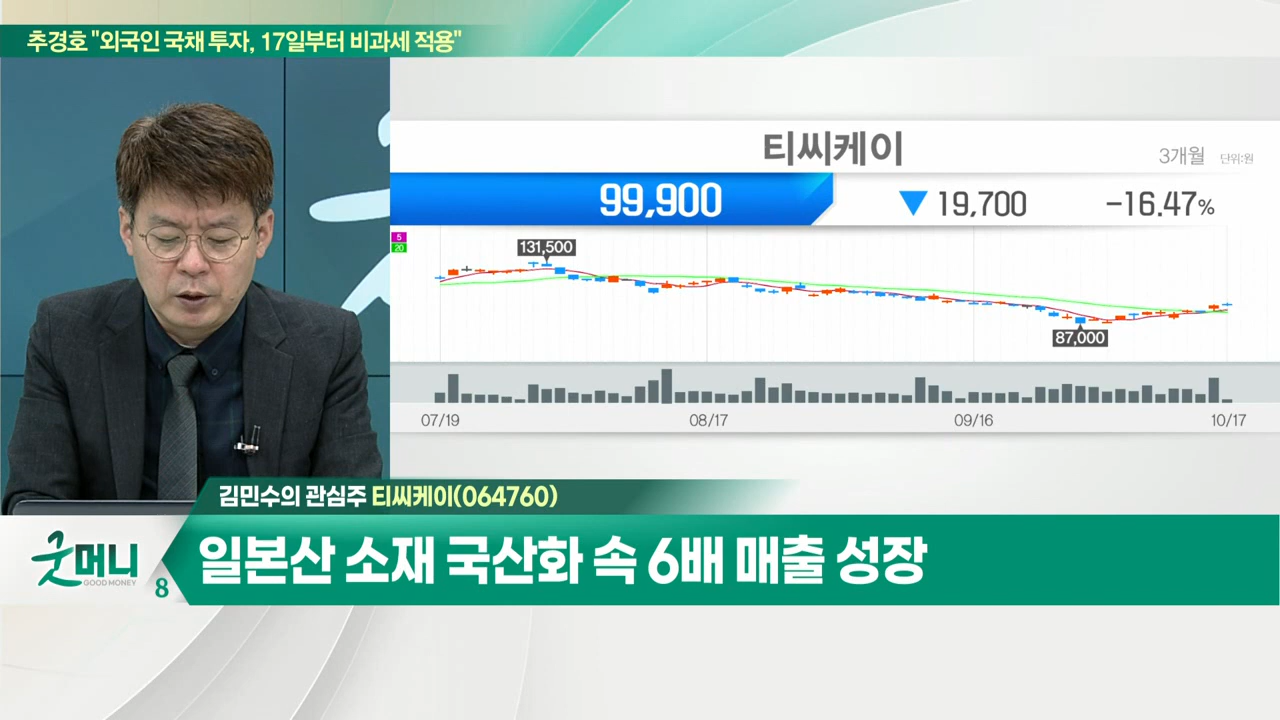 추경호 "외국인 국채 투자, 17일부터 비과세 적용"
티씨케이
3개월 단위:원
99,900 ▼ 19,700 -16.47%
5
20
131,500
87,000
07/19 08/17 09/16 10/17
김민수의 관심주 티씨케이(064760)
굿머니
GOOD MONEY
8
일본산 소재 국산화 속 6배 매출 성장